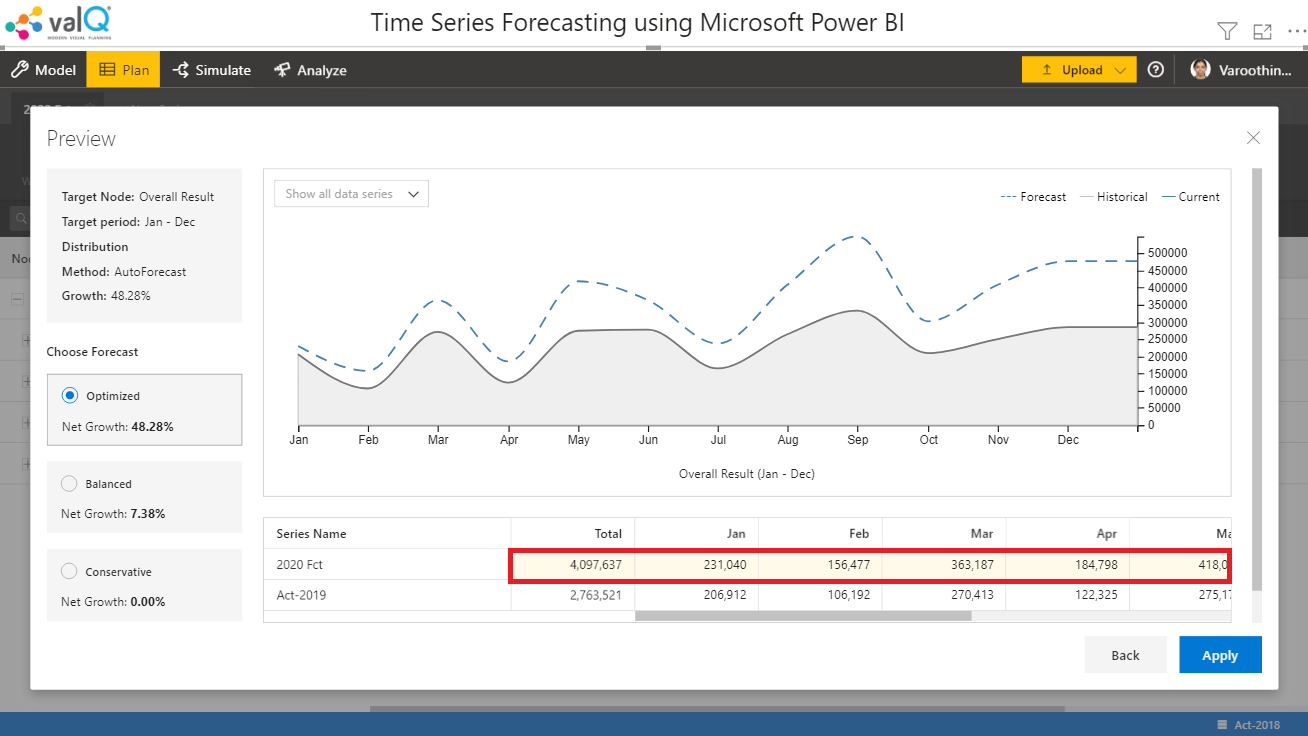 valQ®
MODERN VISUAL PLANNING
Time Series Forecasting using Microsoft Power BI
Model Plan Simulate Analyze Upload Varoothin...
Preview
Target Node: Overall Result
Target period: Jan - Dec
Distribution
Method: AutoForecast
Growth: 48.28%
Choose Forecast
Optimized
Net Growth: 48.28%
Balanced
Net Growth: 7.38%
Conservative
Net Growth: 0.00%
Show all data series
Forecast Historical Current
500000
450000
400000
350000
300000
250000
200000
150000
100000
50000
0
Jan Feb Mar Apr May Jun Jul Aug Sep Oct Nov Dec
Overall Result (Jan - Dec)
Series Name Total Jan Feb Mar Apr
2020 Fct 4,097,637 231,040 156,477 363,187 184,798
Act-2019 2,763,521 206,912 106,192 270,413 122,325
Back Apply
Act-2018